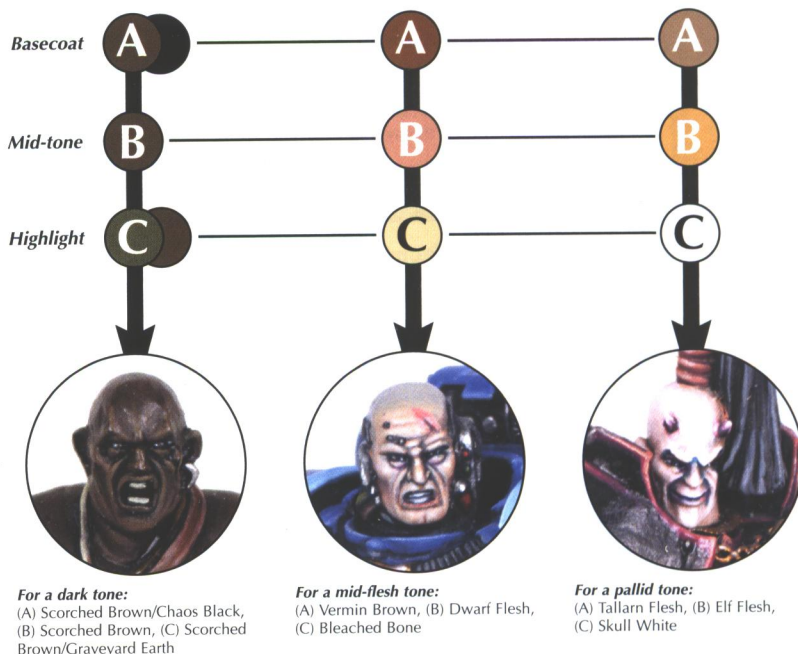 Basecoat A A A
Mid-tone B B B
Highlight C C C
For a dark tone:
(A) Scorched Brown/Chaos Black,
(B) Scorched Brown, (C) Scorched
Brown/Graveyard Earth
For a mid-flesh tone:
(A) Vermin Brown, (B) Dwarf Flesh,
(C) Bleached Bone
For a pallid tone:
(A) Tallarn Flesh, (B) Elf Flesh,
(C) Skull White